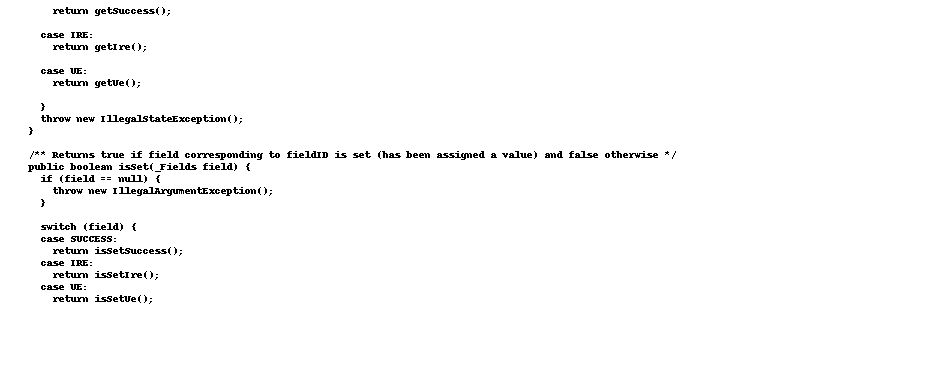 return getSuccess();
case IRE:
return getIre();
case UE:
return getUe();
}
throw new IllegalStateException();
}
/** Returns true if field corresponding to fieldID is set (has been assigned a value) and false otherwise */
public boolean isSet(_Fields field) {
if (field == null) {
throw new IllegalArgumentException();
}
switch (field) {
case SUCCESS:
return isSetSuccess();
case IRE:
return isSetIre();
case UE:
return isSetUe();